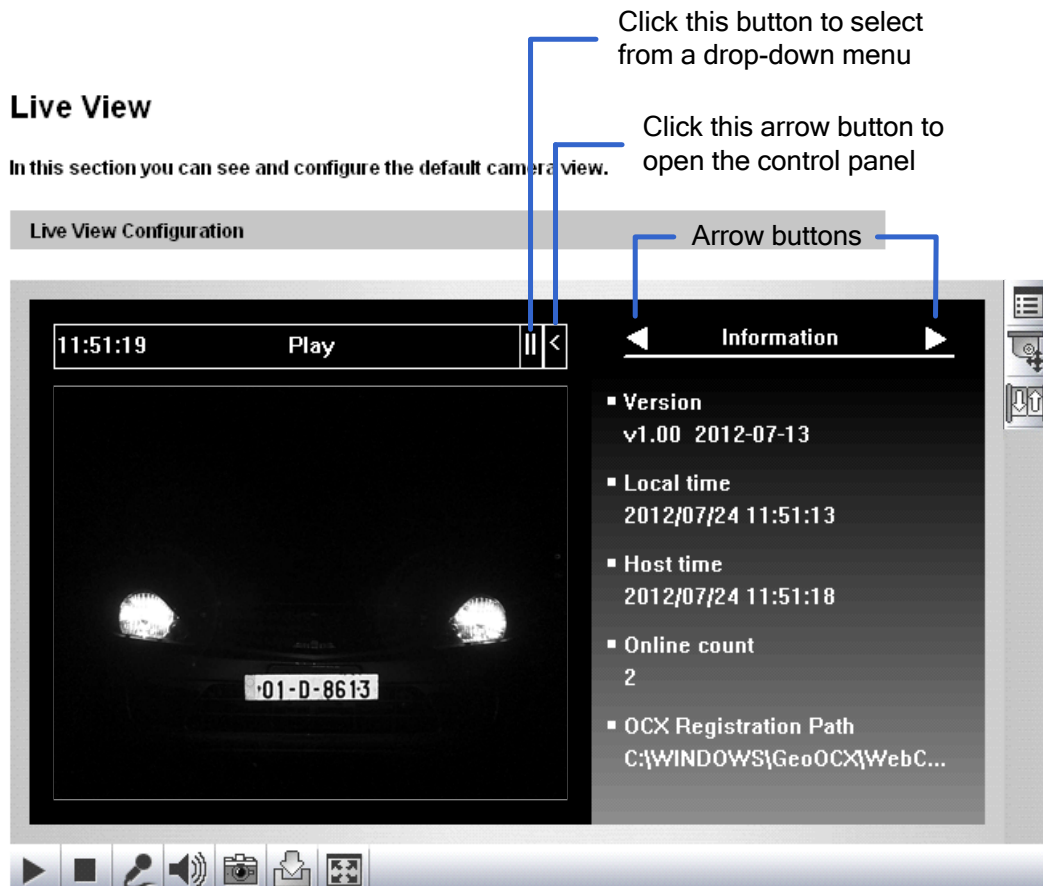 Click this button to select
from a drop-down menu
Live View
Click this arrow button to
open the control panel
In this section you can see and configure the default camera view.
Live View Configuration
Arrow buttons
11:51:19 Play
Information
Version
v1.00 2012-07-13
Local time
2012/07/24 11:51:13
Host time
2012/07/24 11:51:18
Online count
2
01-D-8613
OCX Registration Path
C:\WINDOWS\GeoOCX\WebC...